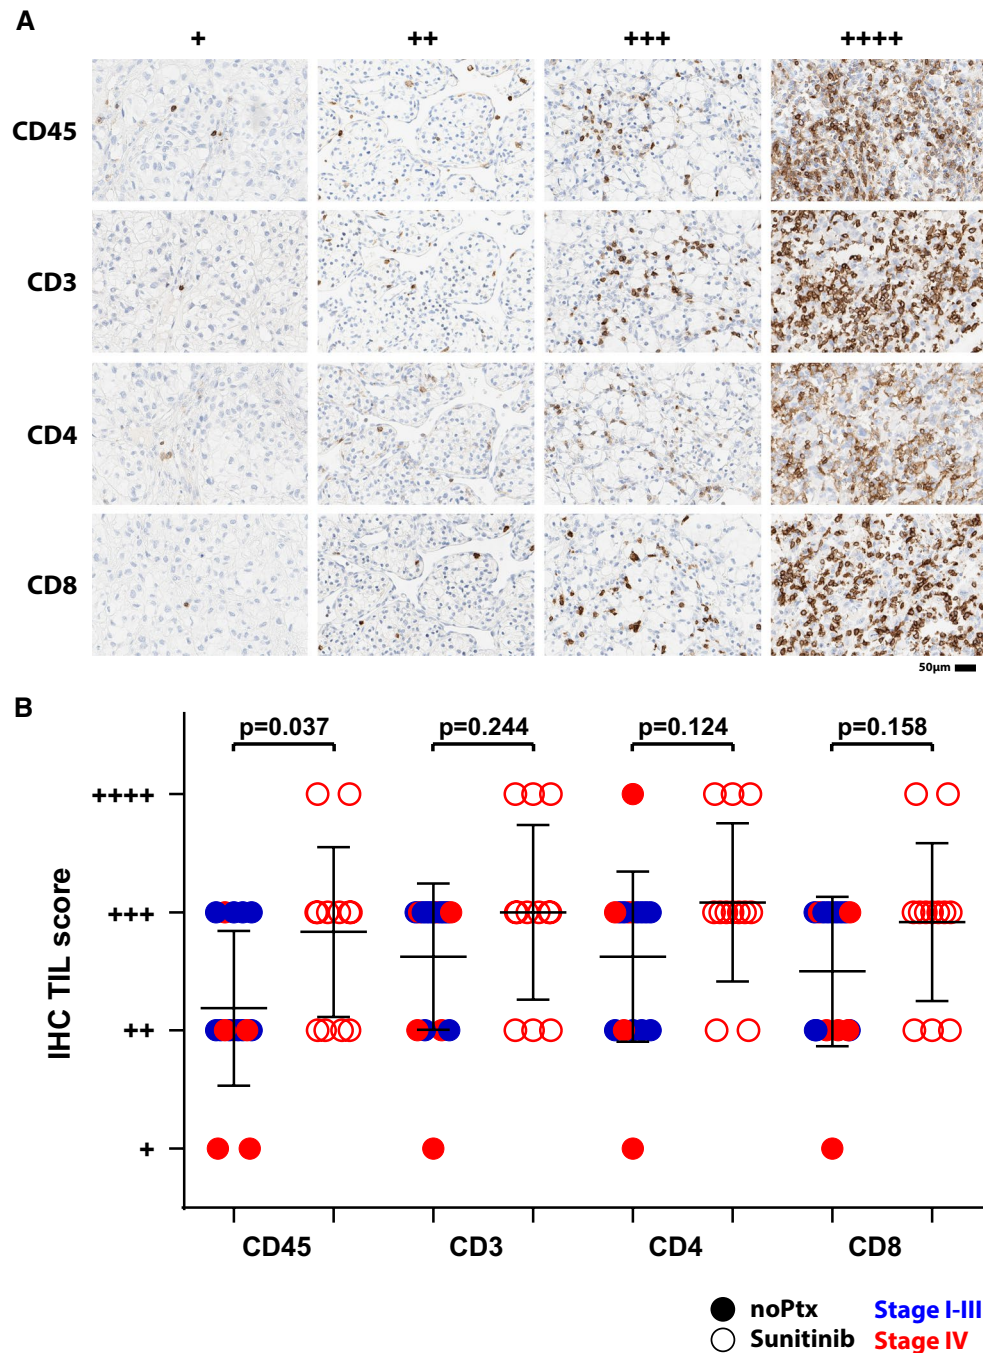 A
+ ++ +++ ++++
CD45
CD3
CD4
CD8
50µm
B
p=0.037 p=0.244 p=0.124 p=0.158
IHC TIL score
++++
+++
++
+
CD45 CD3 CD4 CD8
noPtx Stage I-III
Sunitinib Stage IV